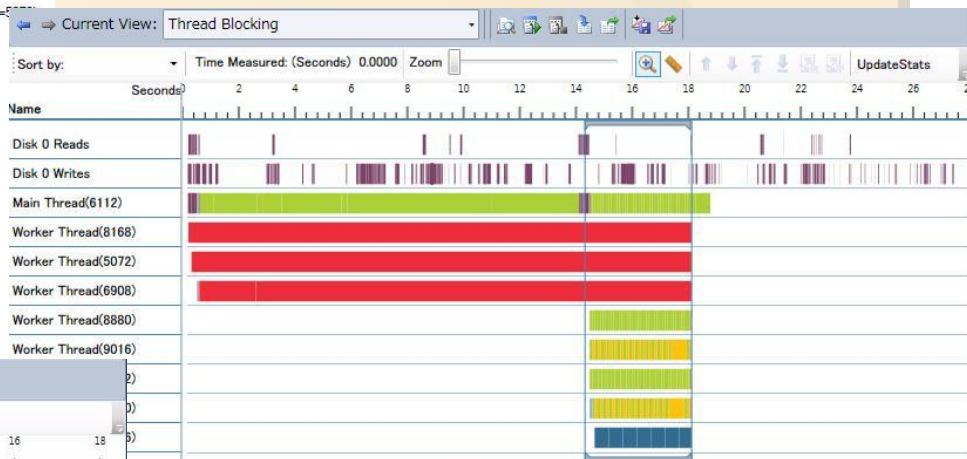 Current View: Thread Blocking
Sort by: Time Measured: (Seconds) 0.0000 Zoom UpdateStats
Seconds 2 4 6 8 10 12 14 16 18 20 22 24 26
Name
Disk 0 Reads
Disk 0 Writes
Main Thread(6112)
Worker Thread(8168)
Worker Thread(5072)
Worker Thread(6908)
Worker Thread(8880)
Worker Thread(9016)
2)
0)
6)
16 18